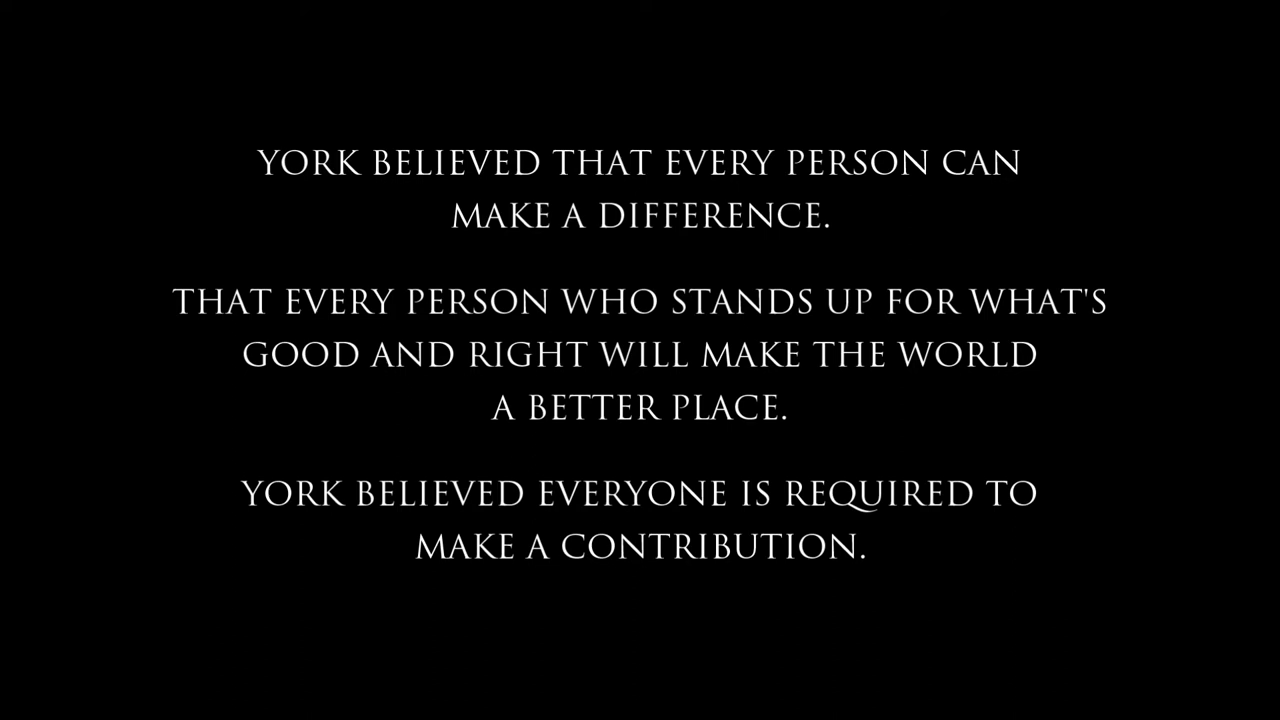 YORK BELIEVED THAT EVERY PERSON CAN
MAKE A DIFFERENCE.
THAT EVERY PERSON WHO STANDS UP FOR WHAT'S
GOOD AND RIGHT WILL MAKE THE WORLD
A BETTER PLACE.
YORK BELIEVED EVERYONE IS REQUIRED TO
MAKE A CONTRIBUTION.